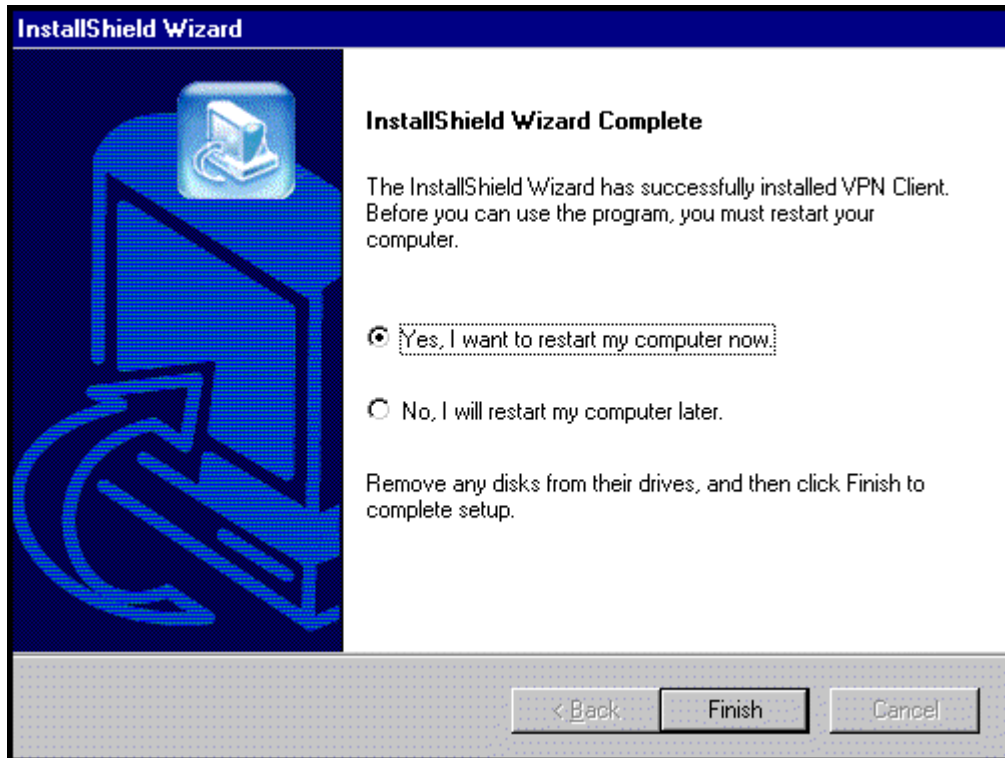 InstallShield Wizard
InstallShield Wizard Complete
The InstallShield Wizard has successfully installed VPN Client.
Before you can use the program, you must restart your
computer.
Yes, I want to restart my computer now.
No, I will restart my computer later.
Remove any disks from their drives, and then click Finish to
complete setup.
< Back Finish Cancel